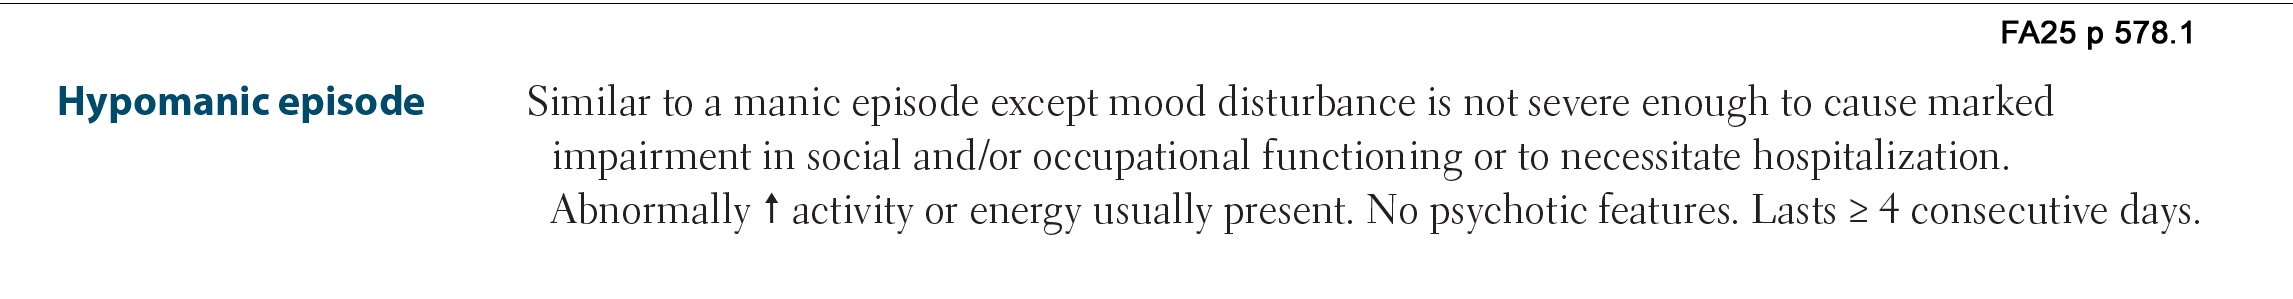 FA25 p 578.1
Hypomanic episode Similar to a manic episode except mood disturbance is not severe enough to cause marked
impairment in social and/or occupational functioning or to necessitate hospitalization.
Abnormally ↑ activity or energy usually present. No psychotic features. Lasts ≥ 4 consecutive days.